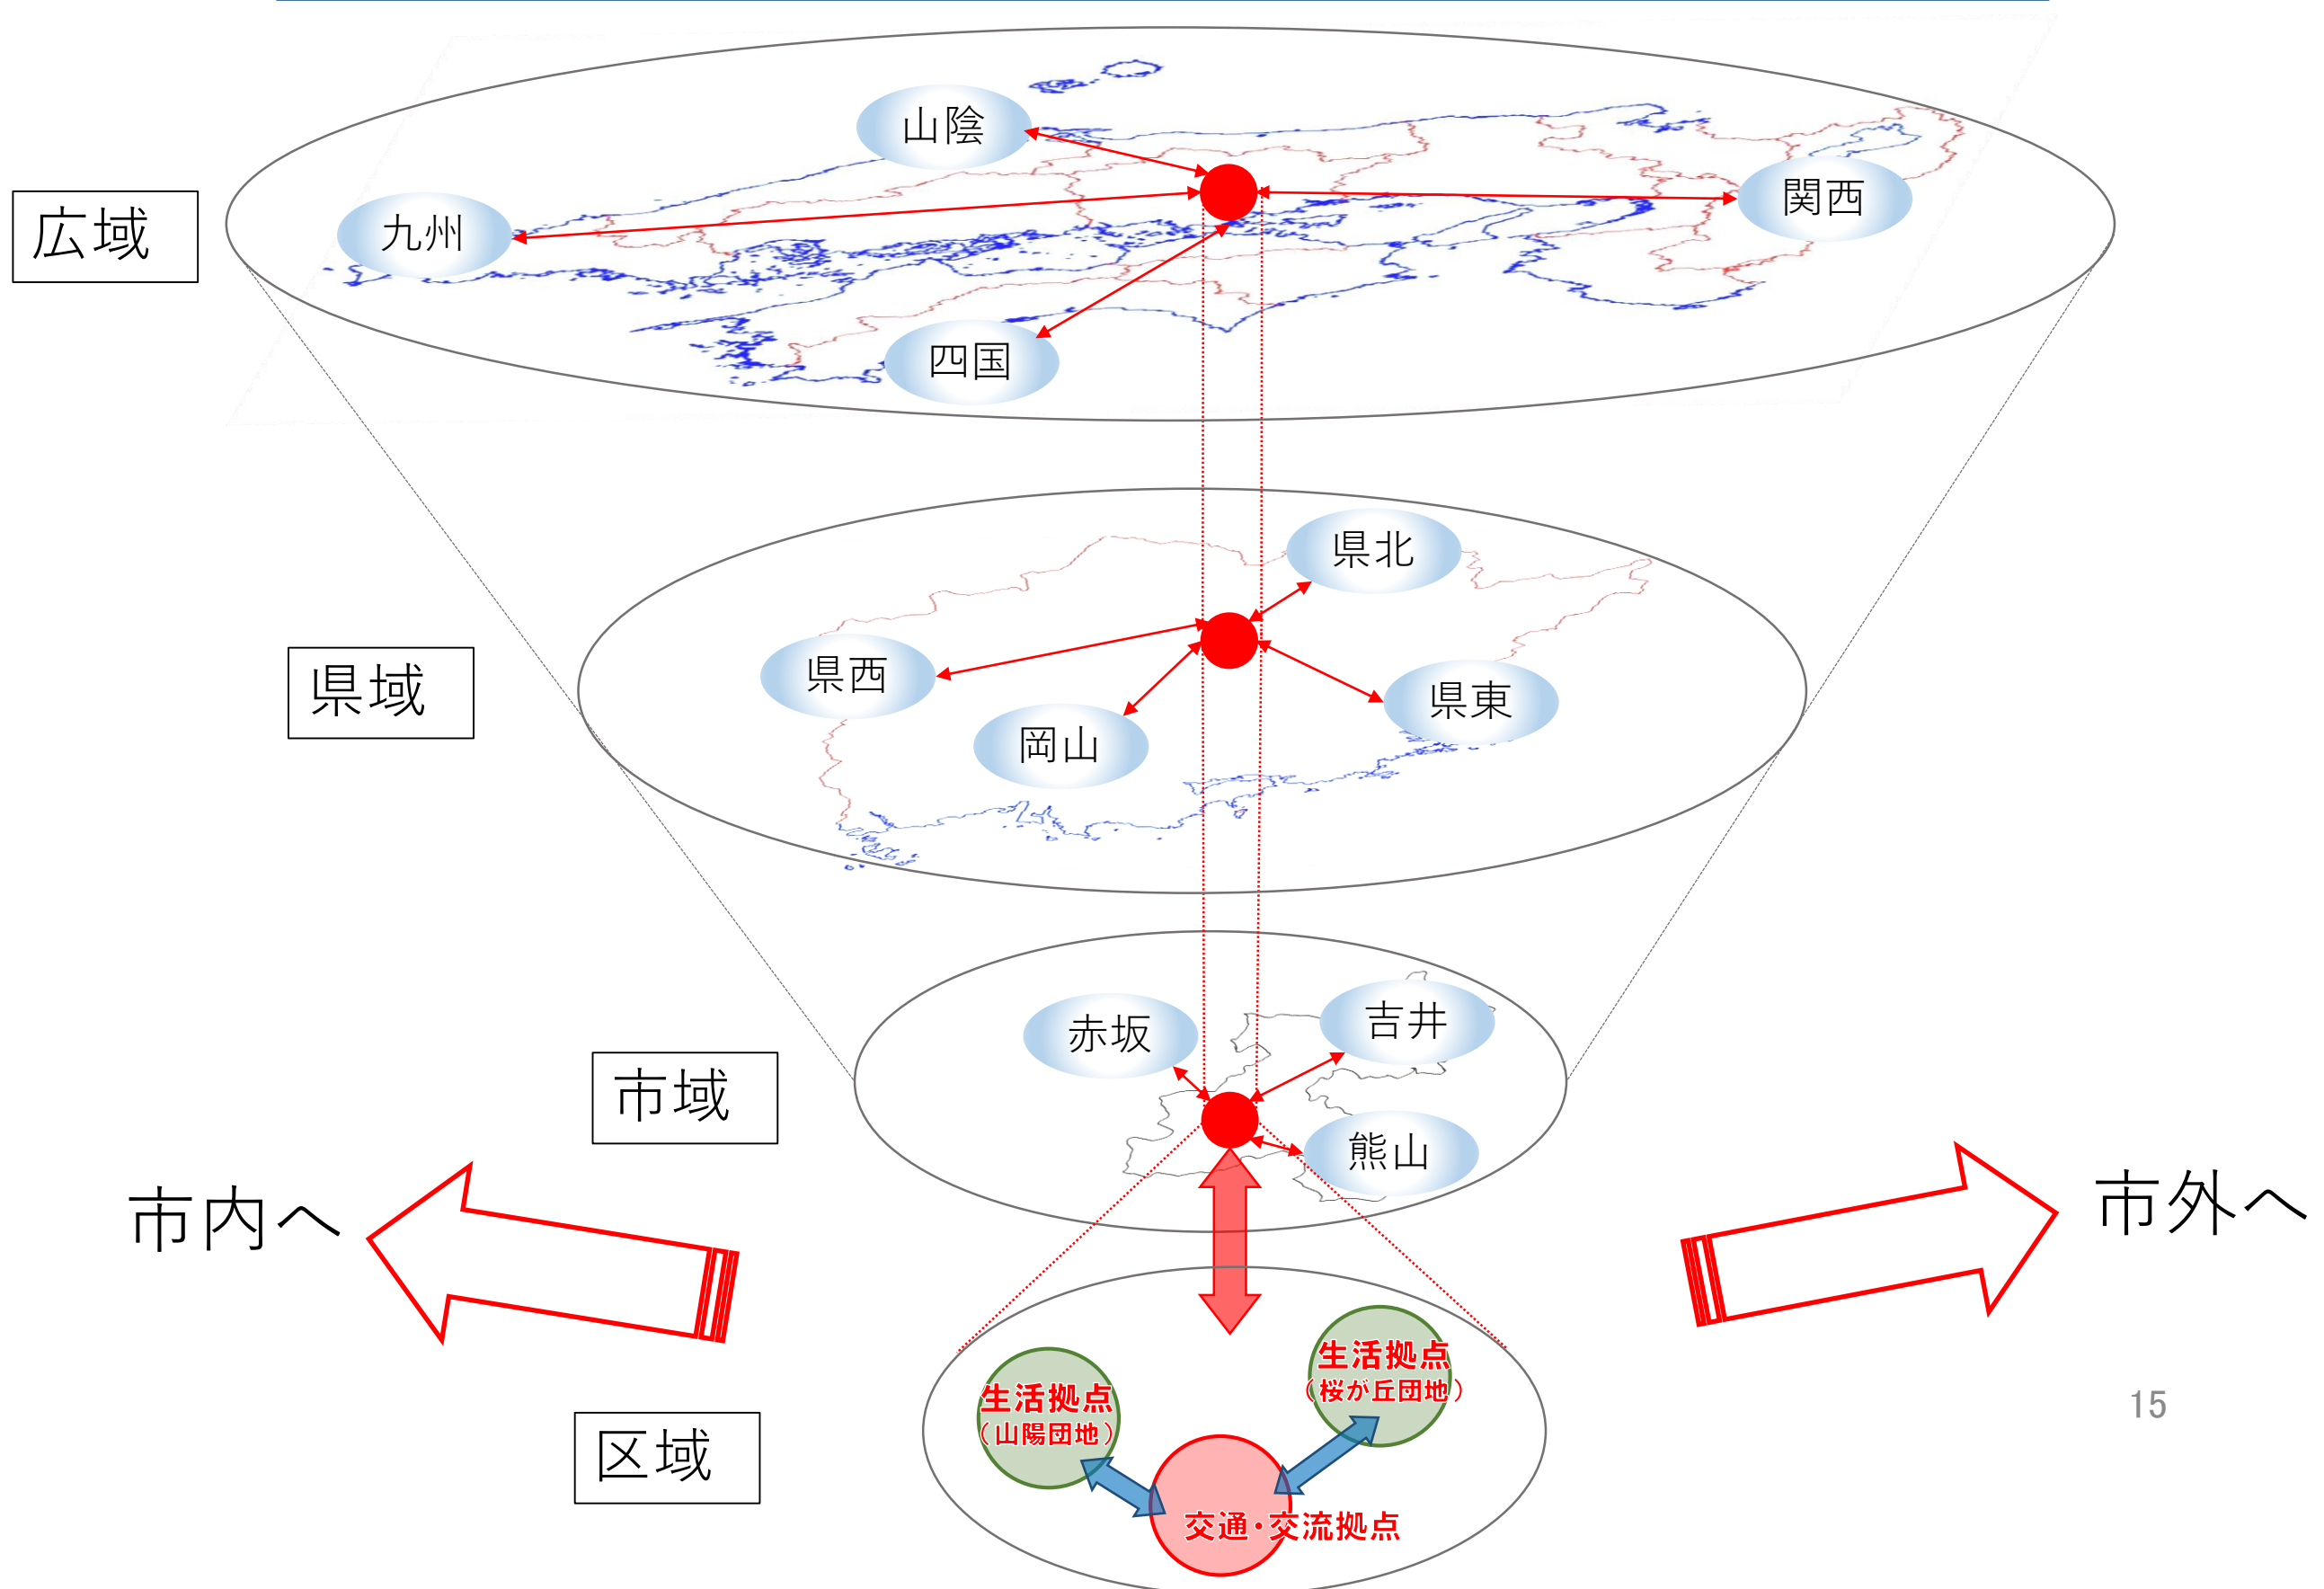 山陰
関西
九州
広域
四国
県北
県西
県域
県東
岡山
赤坂
吉井
市域
熊山
市内へ
市外へ
生活拠点
（桜が丘団地）
生活拠点
（山陽団地）
15
区域
交通・交流拠点